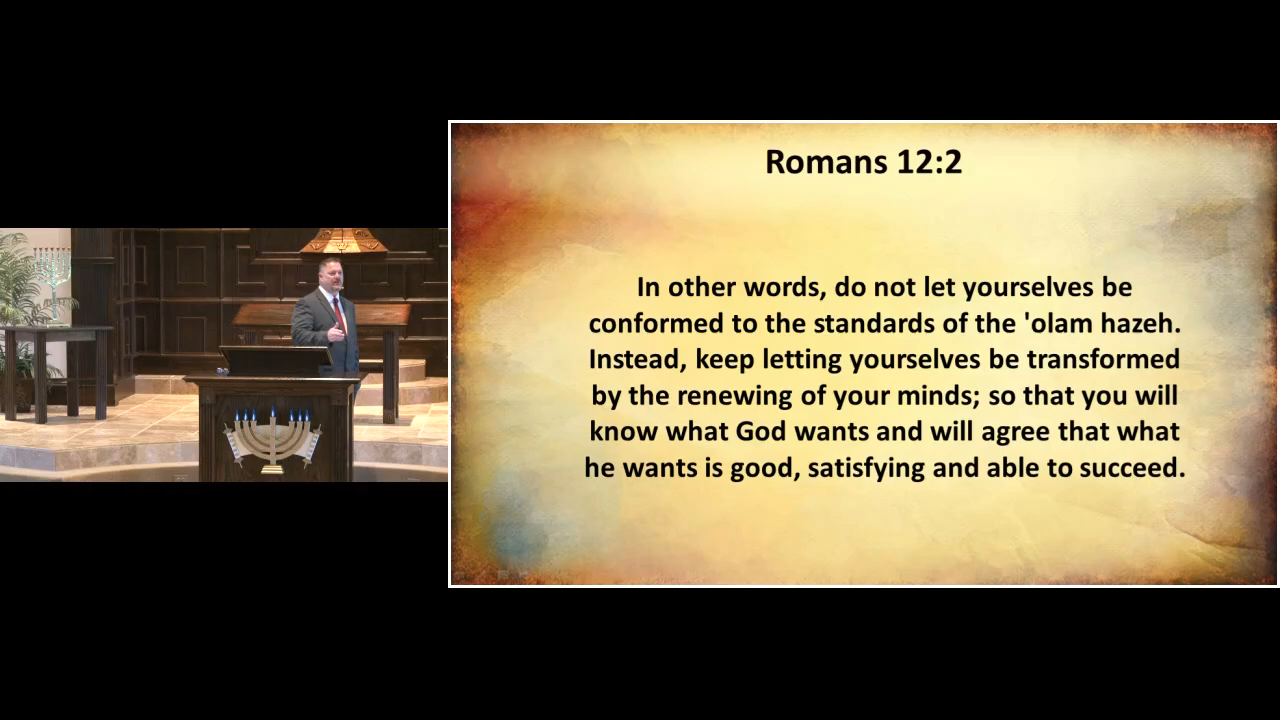 Romans 12:2
In other words, do not let yourselves be
conformed to the standards of the 'olam hazeh.
Instead, keep letting yourselves be transformed
by the renewing of your minds; so that you will
know what God wants and will agree that what
he wants is good, satisfying and able to succeed.